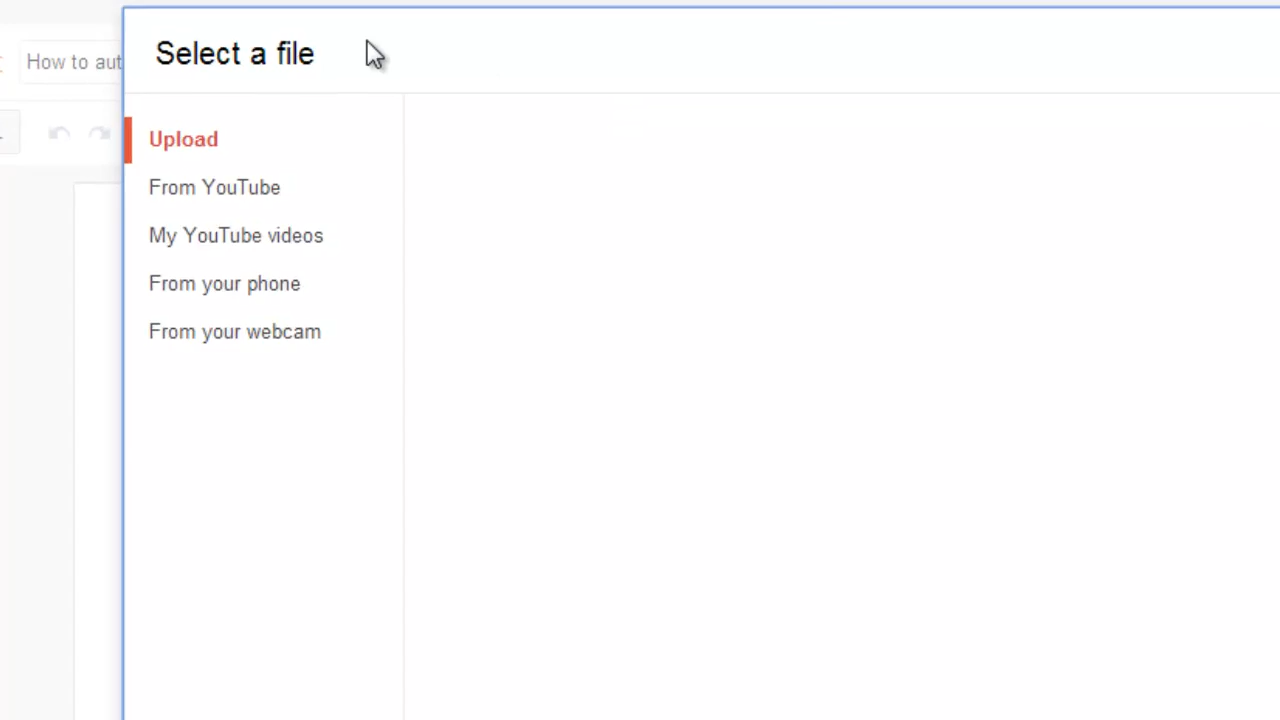 Select a file
How to aut
Upload
From YouTube
My YouTube videos
From your phone
From your webcam